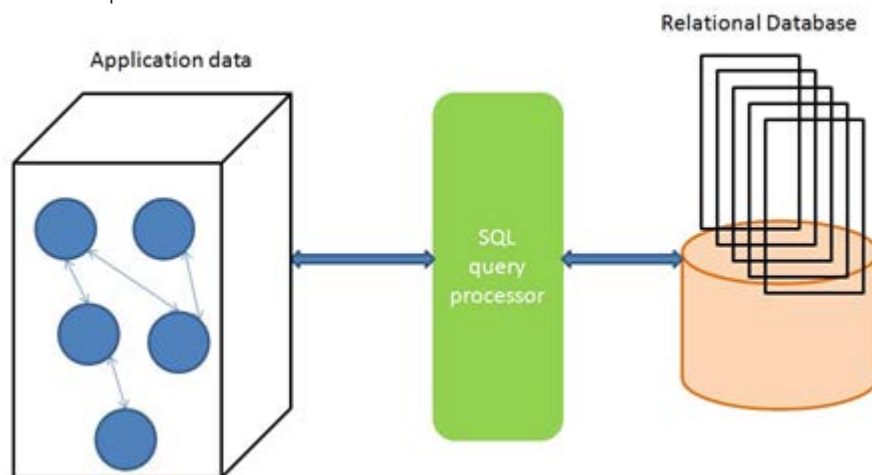 Relational Database
Application data
SQL
query
processor